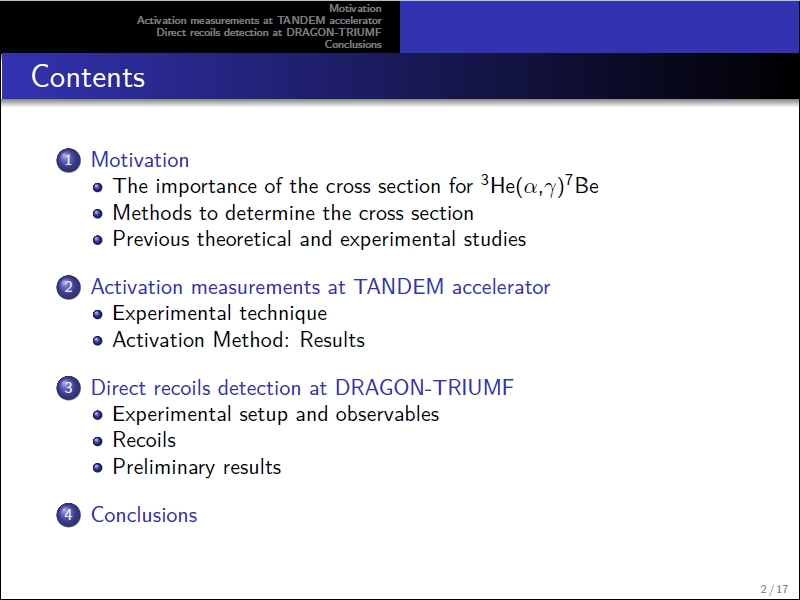 Motivation
Activation measurements at TANDEM accelerator
Direct recoils detection at DRAGON-TRIUMF
Conclusions
Contents
1 Motivation
The importance of the cross section for ³He(α,γ)⁷Be
Methods to determine the cross section
Previous theoretical and experimental studies
2 Activation measurements at TANDEM accelerator
Experimental technique
Activation Method: Results
3 Direct recoils detection at DRAGON-TRIUMF
Experimental setup and observables
Recoils
Preliminary results
4 Conclusions
2 / 17